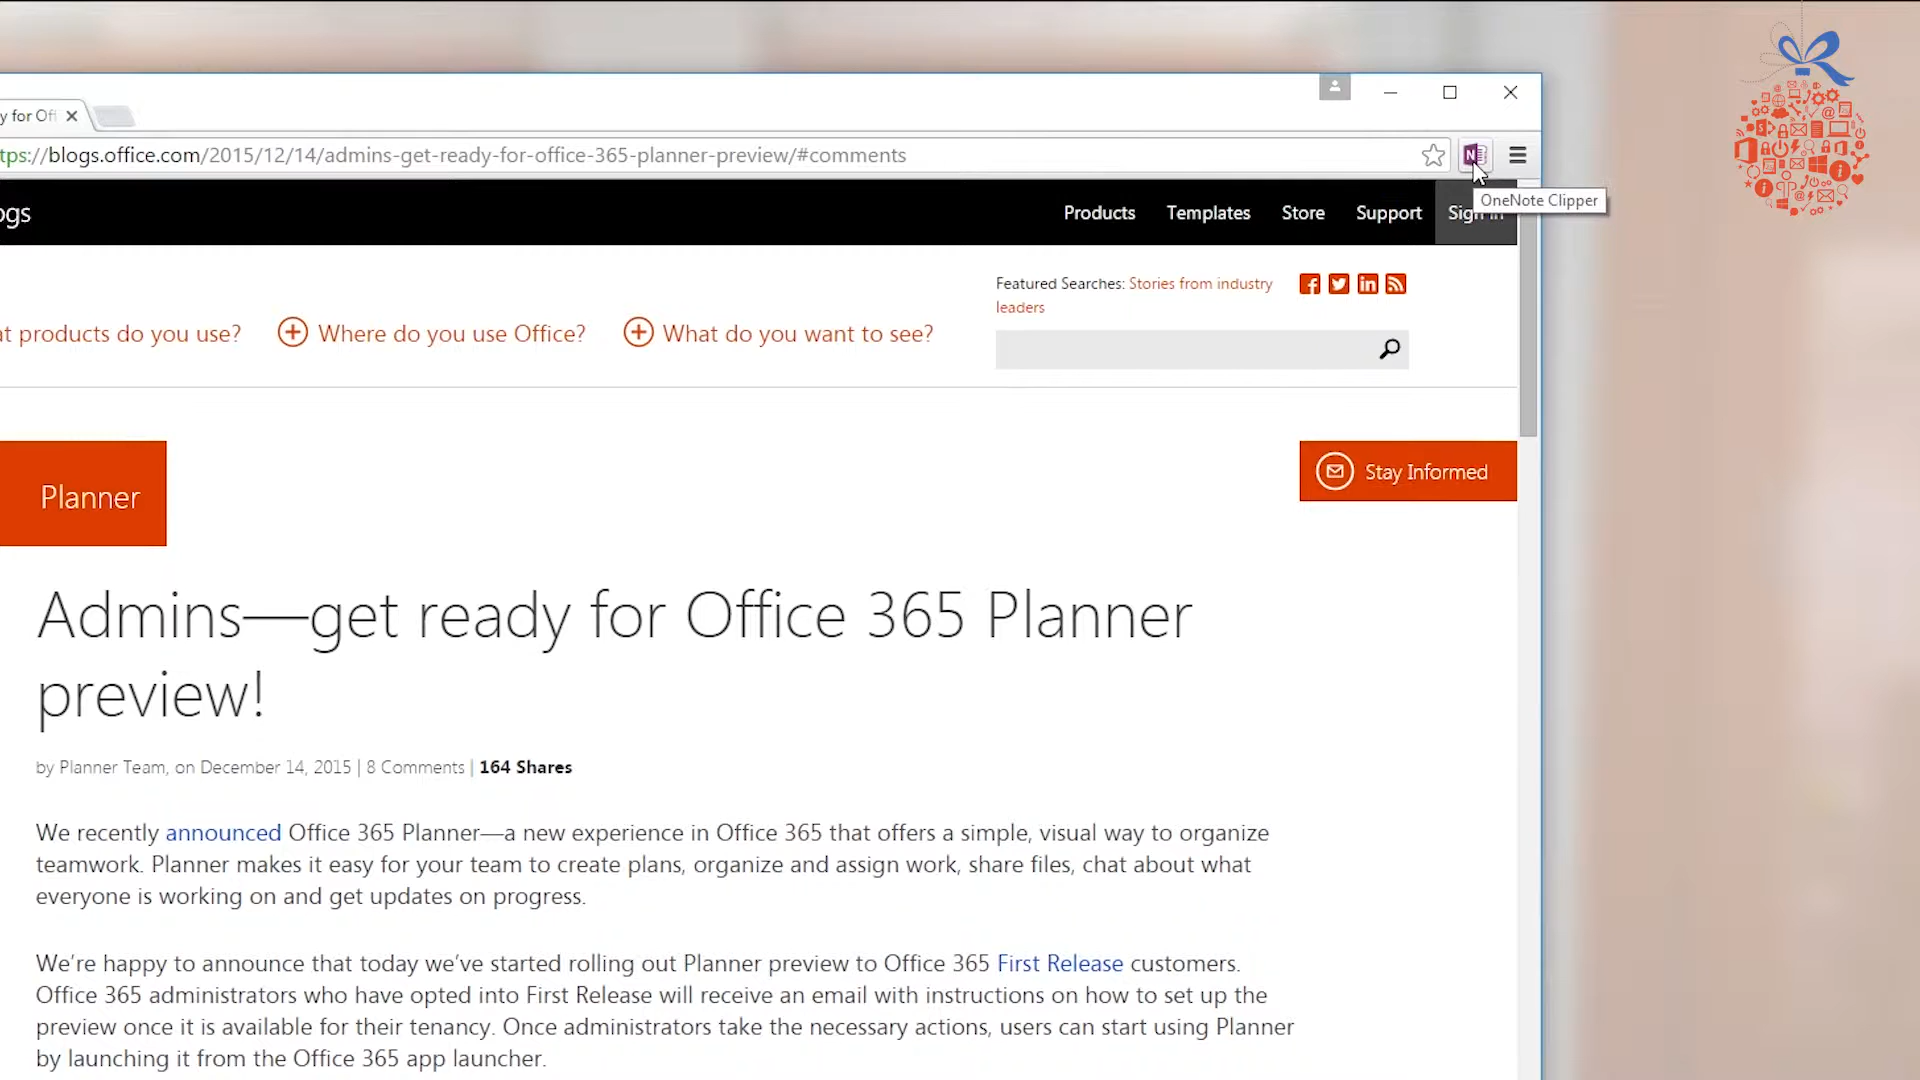 y for Off
tps://blogs.office.com/2015/12/14/admins-get-ready-for-office-365-planner-preview/#comments
OneNote Clipper
ogs
Products Templates Store Support Sign in
Featured Searches: Stories from industry
leaders
at products do you use? Where do you use Office? What do you want to see?
Planner
Stay Informed
Admins—get ready for Office 365 Planner
preview!
by Planner Team, on December 14, 2015 | 8 Comments | 164 Shares
We recently announced Office 365 Planner—a new experience in Office 365 that offers a simple, visual way to organize
teamwork. Planner makes it easy for your team to create plans, organize and assign work, share files, chat about what
everyone is working on and get updates on progress.
We’re happy to announce that today we’ve started rolling out Planner preview to Office 365 First Release customers.
Office 365 administrators who have opted into First Release will receive an email with instructions on how to set up the
preview once it is available for their tenancy. Once administrators take the necessary actions, users can start using Planner
by launching it from the Office 365 app launcher.